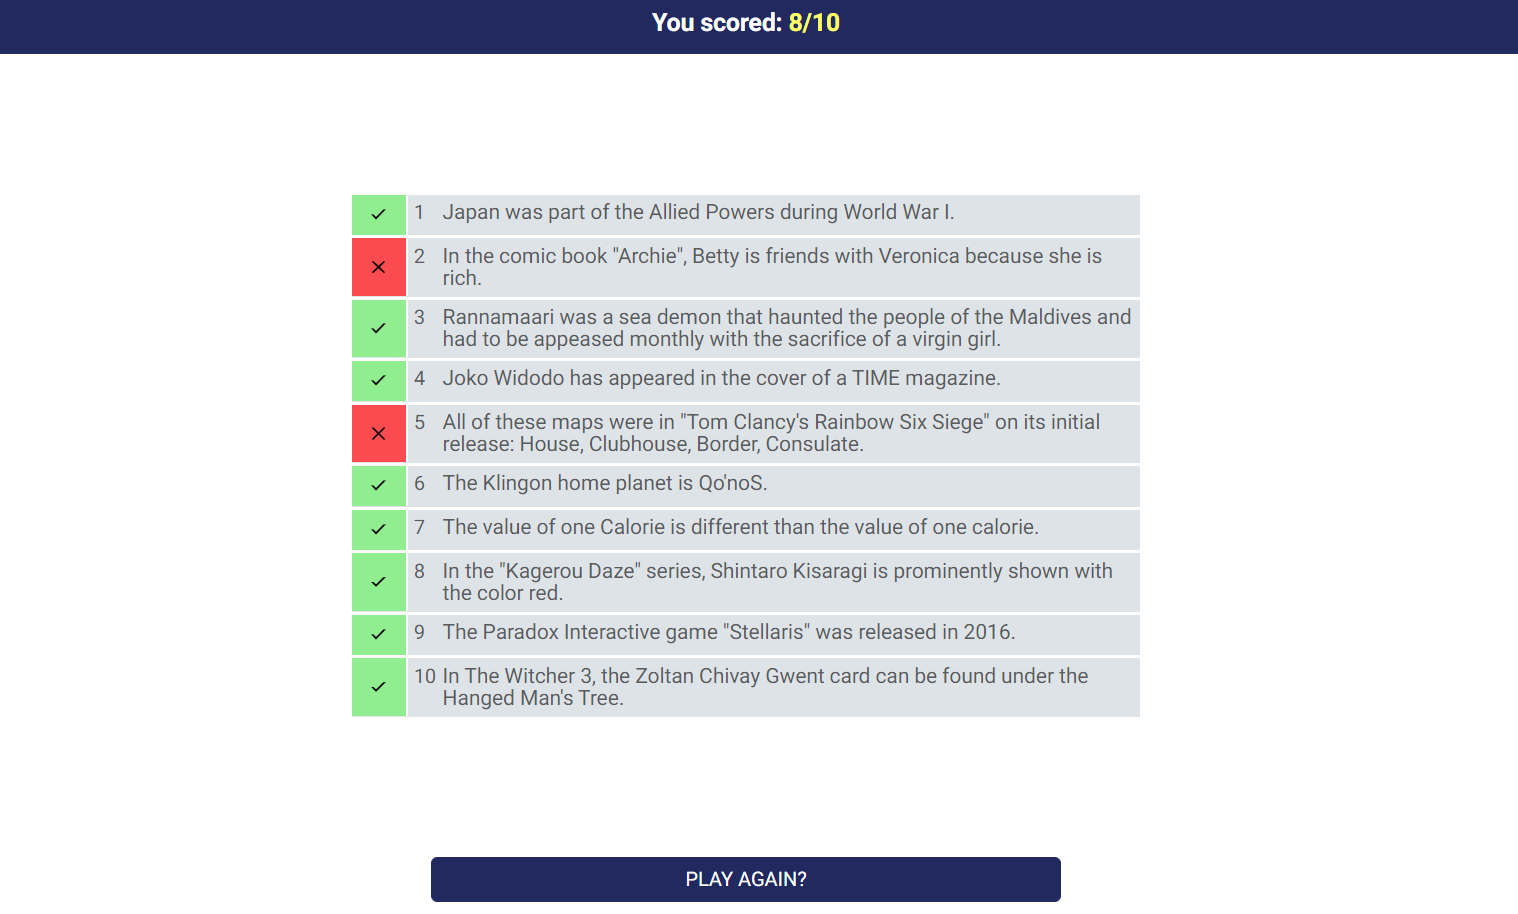 You scored: 8/10
1 Japan was part of the Allied Powers during World War I.
2 In the comic book "Archie", Betty is friends with Veronica because she is
rich.
3 Rannamaari was a sea demon that haunted the people of the Maldives and
had to be appeased monthly with the sacrifice of a virgin girl.
4 Joko Widodo has appeared in the cover of a TIME magazine.
5 All of these maps were in "Tom Clancy's Rainbow Six Siege" on its initial
release: House, Clubhouse, Border, Consulate.
6 The Klingon home planet is Qo'noS.
7 The value of one Calorie is different than the value of one calorie.
8 In the "Kagerou Daze" series, Shintaro Kisaragi is prominently shown with
the color red.
9 The Paradox Interactive game "Stellaris" was released in 2016.
10 In The Witcher 3, the Zoltan Chivay Gwent card can be found under the
Hanged Man's Tree.
PLAY AGAIN?